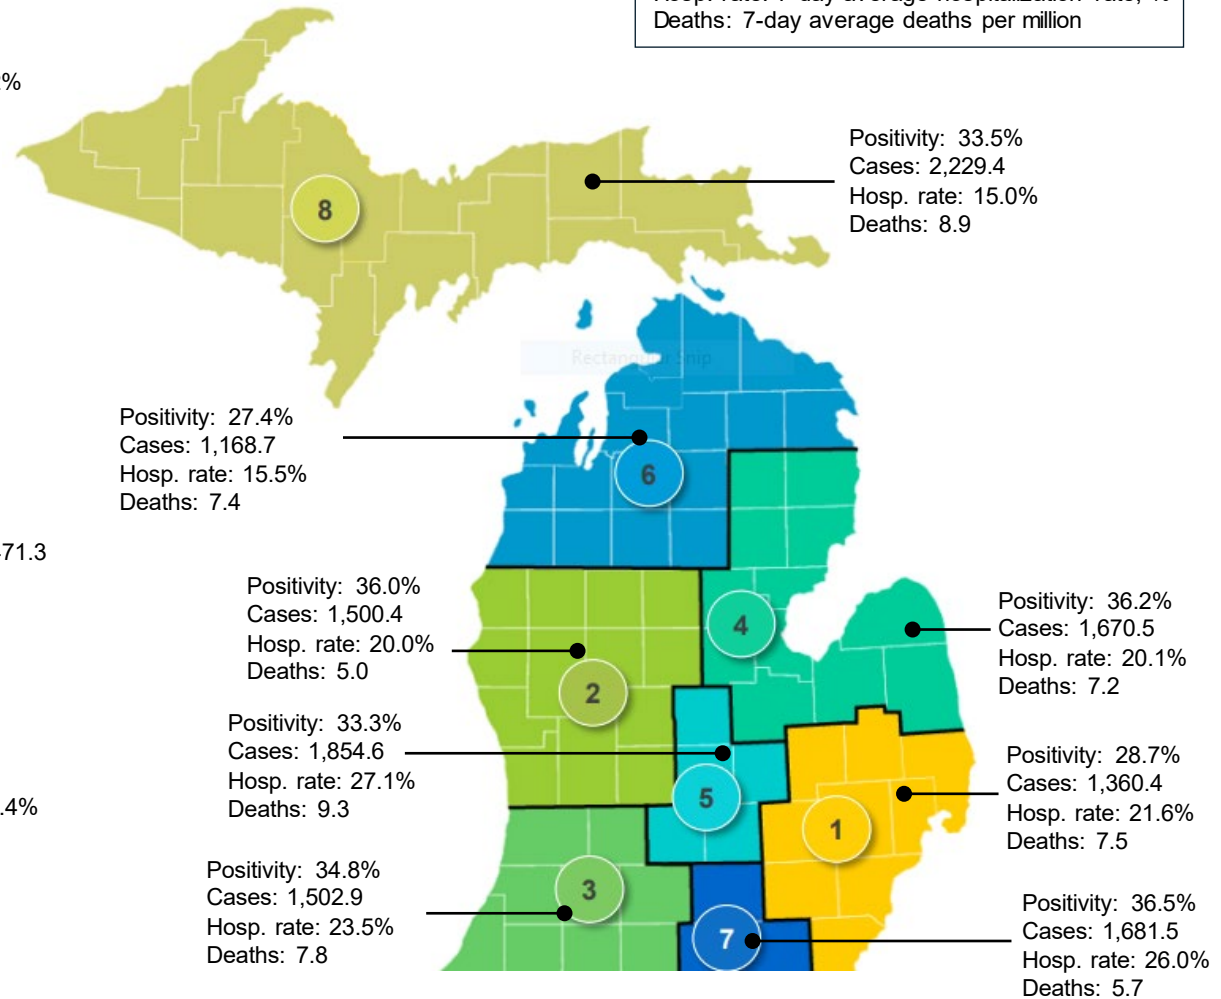 Deaths: 7-day average deaths per million
%
Positivity: 33.5%
Cases: 2,229.4
Hosp. rate: 15.0%
Deaths: 8.9
8
Rectangular Snip
Positivity: 27.4%
Cases: 1,168.7
Hosp. rate: 15.5%
Deaths: 7.4
6
71.3
Positivity: 36.0%
Cases: 1,500.4
Hosp. rate: 20.0%
Deaths: 5.0
2
4
Positivity: 36.2%
Cases: 1,670.5
Hosp. rate: 20.1%
Deaths: 7.2
Positivity: 33.3%
Cases: 1,854.6
Hosp. rate: 27.1%
Deaths: 9.3
5
.4%
Positivity: 28.7%
Cases: 1,360.4
Hosp. rate: 21.6%
Deaths: 7.5
1
Positivity: 34.8%
Cases: 1,502.9
Hosp. rate: 23.5%
Deaths: 7.8
3
7
Positivity: 36.5%
Cases: 1,681.5
Hosp. rate: 26.0%
Deaths: 5.7